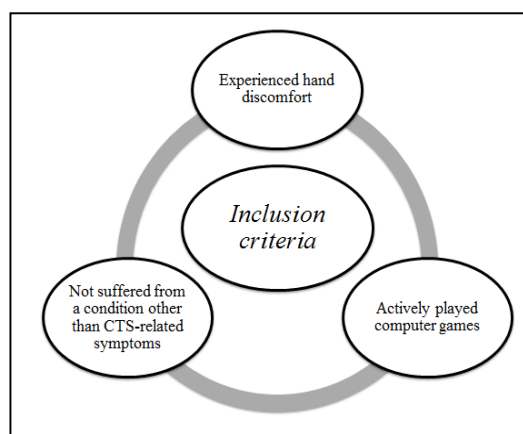 Experienced hand
discomfort
Inclusion
criteria
Not suffered from
a condition other
than CTS-related
symptoms
Actively played
computer games